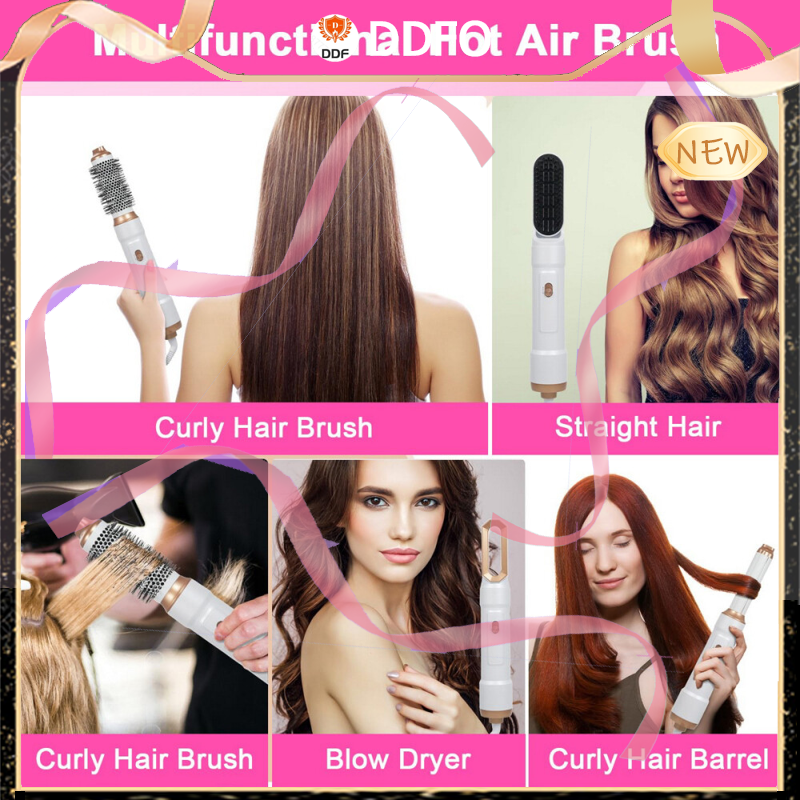 Multifunctional Hot Air Brush
DDF DDFO
NEW
Curly Hair Brush
Straight Hair
Curly Hair Brush
Blow Dryer
Curly Hair Barrel